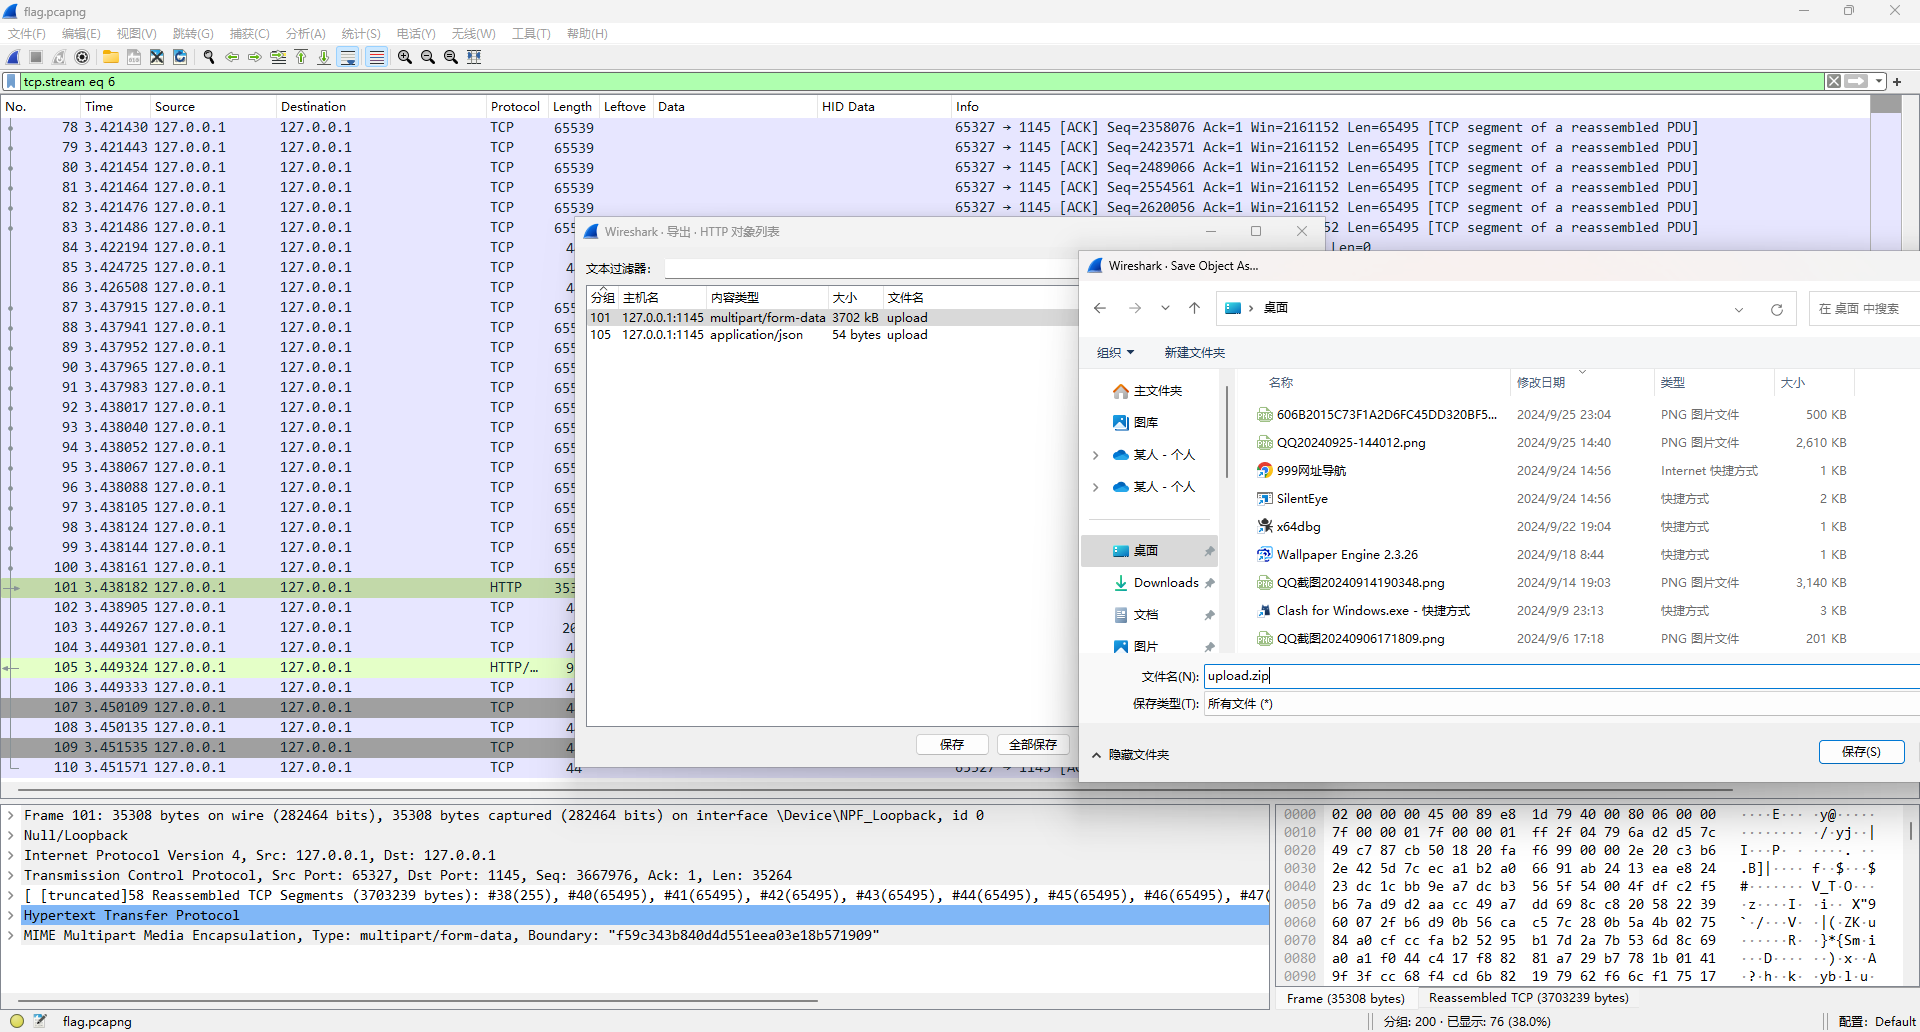 flag.pcapng
文件(F) 编辑(E) 视图(V) 跳转(G) 捕获(C) 分析(A) 统计(S) 电话(Y) 无线(W) 工具(T) 帮助(H)
tcp.stream eq 6
No. Time Source Destination Protocol Length Leftove Data HID Data Info
78 3.421430 127.0.0.1 127.0.0.1 TCP 65539 65327 → 1145 [ACK] Seq=2358076 Ack=1 Win=2161152 Len=65495 [TCP segment of a reassembled PDU]
79 3.421443 127.0.0.1 127.0.0.1 TCP 65539 65327 → 1145 [ACK] Seq=2423571 Ack=1 Win=2161152 Len=65495 [TCP segment of a reassembled PDU]
80 3.421454 127.0.0.1 127.0.0.1 TCP 65539 65327 → 1145 [ACK] Seq=2489066 Ack=1 Win=2161152 Len=65495 [TCP segment of a reassembled PDU]
81 3.421464 127.0.0.1 127.0.0.1 TCP 65539 65327 → 1145 [ACK] Seq=2554561 Ack=1 Win=2161152 Len=65495 [TCP segment of a reassembled PDU]
82 3.421476 127.0.0.1 127.0.0.1 TCP 65539 65327 → 1145 [ACK] Seq=2620056 Ack=1 Win=2161152 Len=65495 [TCP segment of a reassembled PDU]
83 3.421486 127.0.0.1 127.0.0.1 TCP 655 52 Len=65495 [TCP segment of a reassembled PDU]
84 3.422194 127.0.0.1 127.0.0.1 TCP 4 Len=0
85 3.424725 127.0.0.1 127.0.0.1 TCP 4
86 3.426508 127.0.0.1 127.0.0.1 TCP 4
87 3.437915 127.0.0.1 127.0.0.1 TCP 655
88 3.437941 127.0.0.1 127.0.0.1 TCP 655
89 3.437952 127.0.0.1 127.0.0.1 TCP 655
90 3.437965 127.0.0.1 127.0.0.1 TCP 655
91 3.437983 127.0.0.1 127.0.0.1 TCP 655
92 3.438017 127.0.0.1 127.0.0.1 TCP 655
93 3.438040 127.0.0.1 127.0.0.1 TCP 655
94 3.438052 127.0.0.1 127.0.0.1 TCP 655
95 3.438067 127.0.0.1 127.0.0.1 TCP 655
96 3.438088 127.0.0.1 127.0.0.1 TCP 655
97 3.438105 127.0.0.1 127.0.0.1 TCP 655
98 3.438124 127.0.0.1 127.0.0.1 TCP 655
99 3.438144 127.0.0.1 127.0.0.1 TCP 655
100 3.438161 127.0.0.1 127.0.0.1 TCP 655
101 3.438182 127.0.0.1 127.0.0.1 HTTP 353
102 3.438905 127.0.0.1 127.0.0.1 TCP 4
103 3.449267 127.0.0.1 127.0.0.1 TCP 20
104 3.449301 127.0.0.1 127.0.0.1 TCP 4
105 3.449324 127.0.0.1 127.0.0.1 HTTP/… 9
106 3.449333 127.0.0.1 127.0.0.1 TCP 4
107 3.450109 127.0.0.1 127.0.0.1 TCP 4
108 3.450135 127.0.0.1 127.0.0.1 TCP 4
109 3.451535 127.0.0.1 127.0.0.1 TCP 4
110 3.451571 127.0.0.1 127.0.0.1 TCP 44 65327 → 1145 [A
Wireshark · 导出 · HTTP 对象列表
文本过滤器:
分组 主机名 内容类型 大小 文件名
101 127.0.0.1:1145 multipart/form-data 3702 kB upload
105 127.0.0.1:1145 application/json 54 bytes upload
保存 全部保存
Wireshark · Save Object As...
桌面
在 桌面 中搜索
组织 新建文件夹
主文件夹
图库
某人 - 个人
某人 - 个人
桌面
Downloads
文档
图片
名称 修改日期 类型 大小
606B2015C73F1A2D6FC45DD320BF5... 2024/9/25 23:04 PNG 图片文件 500 KB
QQ20240925-144012.png 2024/9/25 14:40 PNG 图片文件 2,610 KB
999网址导航 2024/9/24 14:56 Internet 快捷方式 1 KB
SilentEye 2024/9/24 14:56 快捷方式 2 KB
x64dbg 2024/9/22 19:04 快捷方式 1 KB
Wallpaper Engine 2.3.26 2024/9/18 8:44 快捷方式 1 KB
QQ截图20240914190348.png 2024/9/14 19:03 PNG 图片文件 3,140 KB
Clash for Windows.exe - 快捷方式 2024/9/9 23:13 快捷方式 3 KB
QQ截图20240906171809.png 2024/9/6 17:18 PNG 图片文件 201 KB
文件名(N): upload.zip
保存类型(T): 所有文件 (*)
隐藏文件夹
保存(S)
Frame 101: 35308 bytes on wire (282464 bits), 35308 bytes captured (282464 bits) on interface \Device\NPF_Loopback, id 0
Null/Loopback
Internet Protocol Version 4, Src: 127.0.0.1, Dst: 127.0.0.1
Transmission Control Protocol, Src Port: 65327, Dst Port: 1145, Seq: 3667976, Ack: 1, Len: 35264
[ [truncated]58 Reassembled TCP Segments (3703239 bytes): #38(255), #40(65495), #41(65495), #42(65495), #43(65495), #44(65495), #45(65495), #46(65495), #47(
Hypertext Transfer Protocol
MIME Multipart Media Encapsulation, Type: multipart/form-data, Boundary: "f59c343b840d4d551eea03e18b571909"
0000 02 00 00 00 45 00 89 e8 1d 79 40 00 80 06 00 00 ····E··· ·y@·····
0010 7f 00 00 01 7f 00 00 01 ff 2f 04 79 6a d2 d5 7c ········ ·/·yj··|
0020 49 c7 87 cb 50 18 20 fa f6 99 00 00 2e 20 c3 b6 I···P· · ····. ··
0030 2e 42 5d 7c ec a1 b2 a0 66 91 ab 24 13 ea e8 24 .B]|···· f··$···$
0040 23 dc 1c bb 9e a7 dc b3 56 5f 54 00 4f df c2 f5 #······· V_T·O···
0050 b6 7a d9 d2 aa cc 49 a7 dd 69 8c c8 20 58 22 39 ·z····I· ·i·· X"9
0060 60 07 2f b6 d9 0b 56 ca c5 7c 28 0b 5a 4b 02 75 `·/···V· ·|(·ZK·u
0070 84 a0 cf cc fa b2 52 95 b1 7d 2a 7b 53 6d 8c 69 ······R· ·}*{Sm·i
0080 a0 a1 f0 44 c4 17 f8 82 81 a7 29 b7 78 1b 01 41 ···D···· ··)·x··A
0090 9f 3f cc 68 f4 cd 6b 82 19 79 62 f6 6c f1 75 17 ·?·h··k· ·yb·l·u·
Frame (35308 bytes) Reassembled TCP (3703239 bytes)
flag.pcapng 分组: 200 · 已显示: 76 (38.0%) 配置: Default